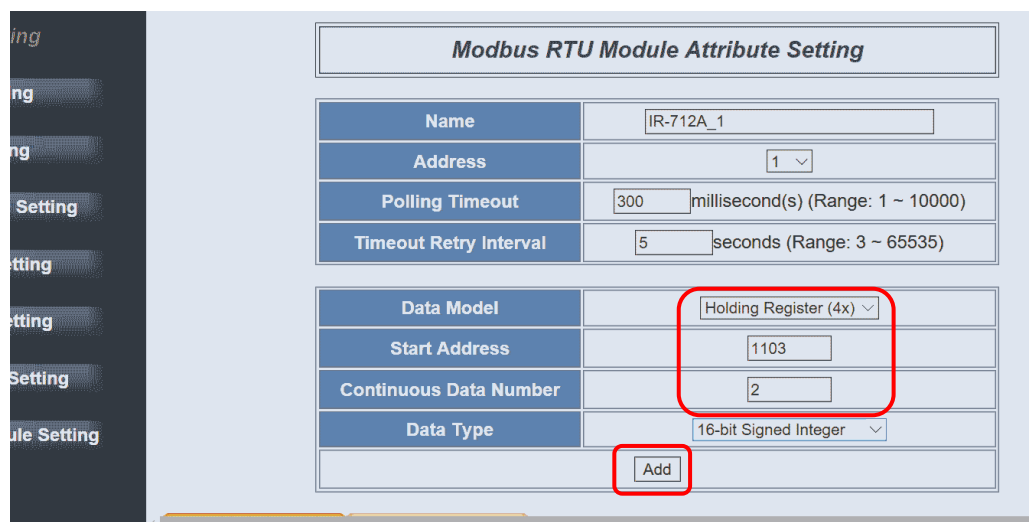 ing
Modbus RTU Module Attribute Setting
ng
Name IR-712A_1
ng
Address 1
Setting
Polling Timeout 300 millisecond(s) (Range: 1 ~ 10000)
Timeout Retry Interval 5 seconds (Range: 3 ~ 65535)
tting
Data Model Holding Register (4x)
tting
Start Address 1103
Setting
Continuous Data Number 2
ule Setting
Data Type 16-bit Signed Integer
Add